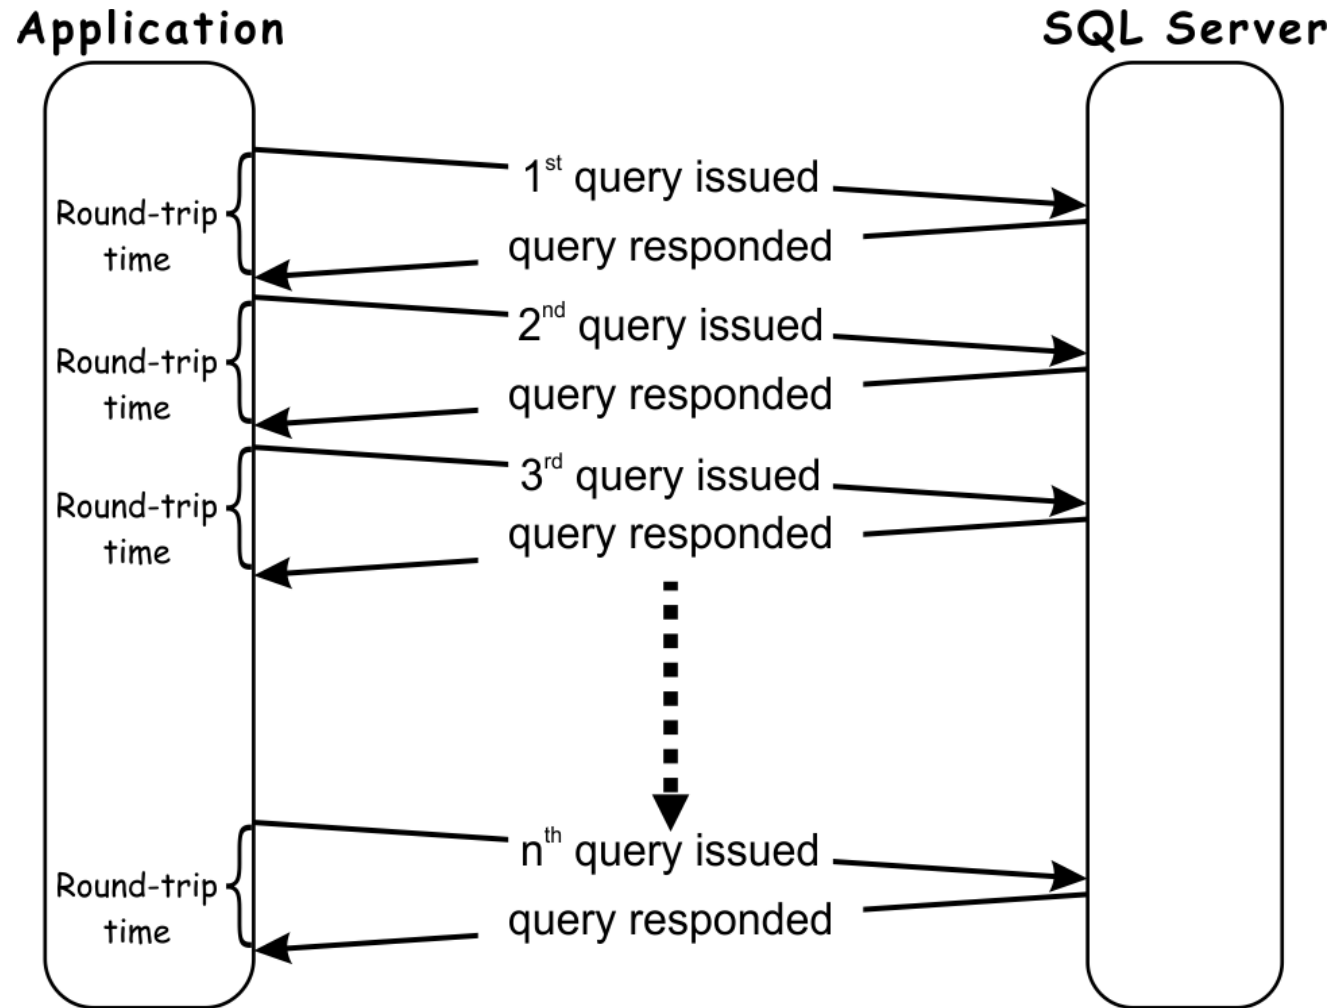 Application
SQL Server
1st query issued
Round-trip
time
query responded
2nd query issued
Round-trip
time
query responded
3rd query issued
Round-trip
time
query responded
nth query issued
Round-trip
time
query responded